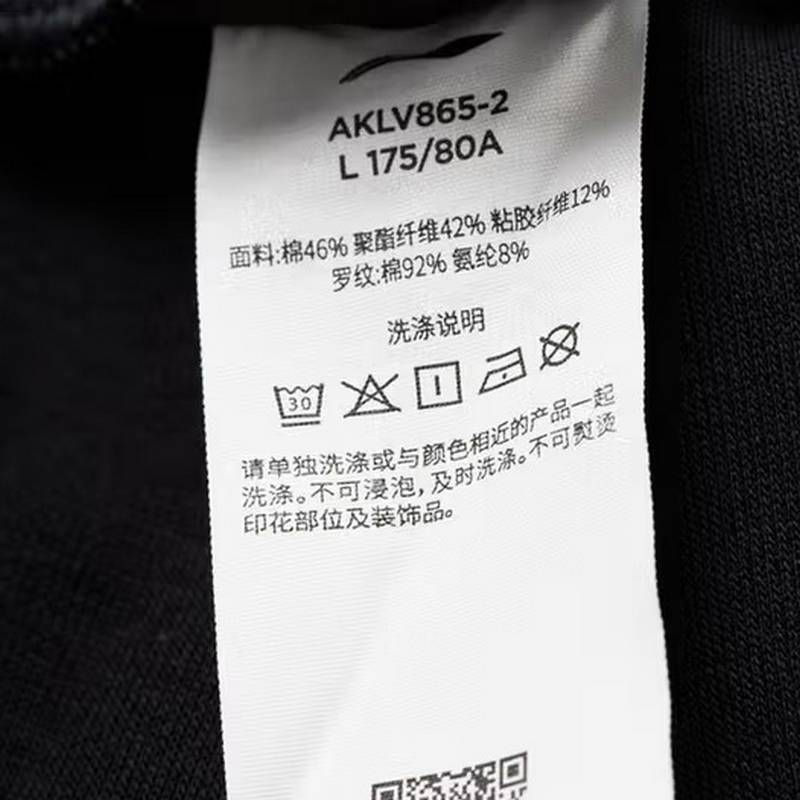 AKLV865-2
L 175/80A
面料:棉46% 聚酯纤维42% 粘胶纤维12%
罗纹:棉92% 氨纶8%
洗涤说明
30
请单独洗涤或与颜色相近的产品一起
洗涤。不可浸泡，及时洗涤。不可熨烫
印花部位及装饰品。